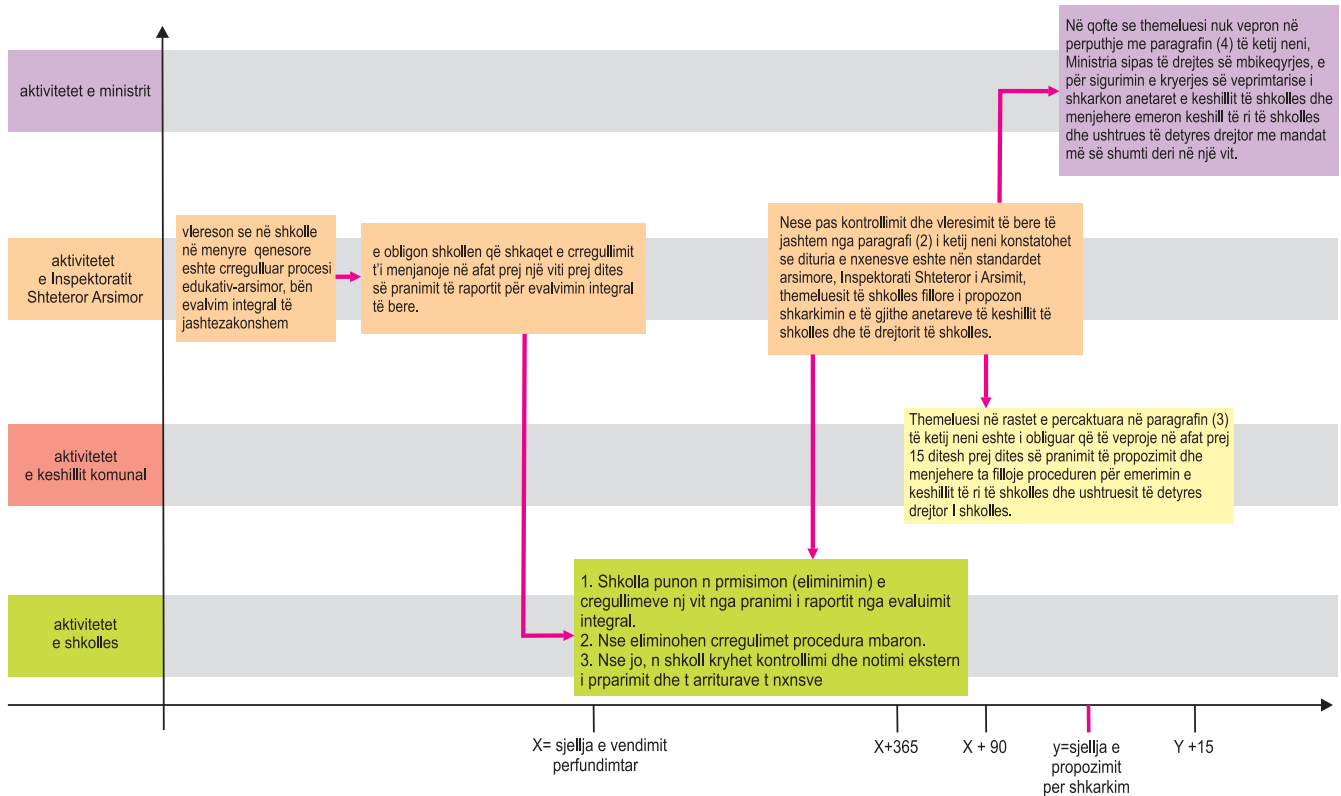 Në qofte se themeluesi nuk vepron në
perputhje me paragrafin (4) të ketij neni,
Ministria sipas të drejtes së mbikeqyrjes, e
për sigurimin e kryerjes së veprimtarise i
shkarkon anetaret e keshillit të shkolles dhe
menjehere emeron keshill të ri të shkolles
dhe ushtrues të detyres drejtor me mandat
më së shumti deri në një vit.
aktivitetet e ministrit
aktivitetet
e Inspektoratit
Shteteror Arsimor
vlereson se në shkolle
në menyre qenesore
eshte crregulluar procesi
edukativ-arsimor, bën
evalvim integral të
jashtezakonshem
e obligon shkollen që shkaqet e crregullimit
t'i menjanoje në afat prej një viti prej dites
së pranimit të raportit për evalvimin integral
të bere.
Nese pas kontrollimit dhe vleresimit të bere të
jashtem nga paragrafi (2) i ketij neni konstatohet
se dituria e nxenesve eshte nën standardet
arsimore, Inspektorati Shteteror i Arsimit,
themeluesit të shkolles fillore i propozon
shkarkimin e të gjithe anetareve të keshillit të
shkolles dhe të drejtorit të shkolles.
aktivitetet
e keshillit komunal
Themeluesi në rastet e percaktuara në paragrafin (3)
të ketij neni eshte i obliguar që të veproje në afat prej
15 ditesh prej dites së pranimit të propozimit dhe
menjehere ta filloje proceduren për emerimin e
keshillit të ri të shkolles dhe ushtruesit të detyres
drejtor I shkolles.
aktivitetet
e shkolles
1. Shkolla punon n prmisimon (eliminimin) e
cregullimeve nj vit nga pranimi i raportit nga evaluimit
integral.
2. Nse eliminohen crregulimet procedura mbaron.
3. Nse jo, n shkoll kryhet kontrollimi dhe notimi ekstern
i prparimit dhe t arriturave t nxnsve
X= sjellja e vendimit
perfundimtar
X+365
X + 90
y=sjellja e
propozimit
per shkarkim
Y +15